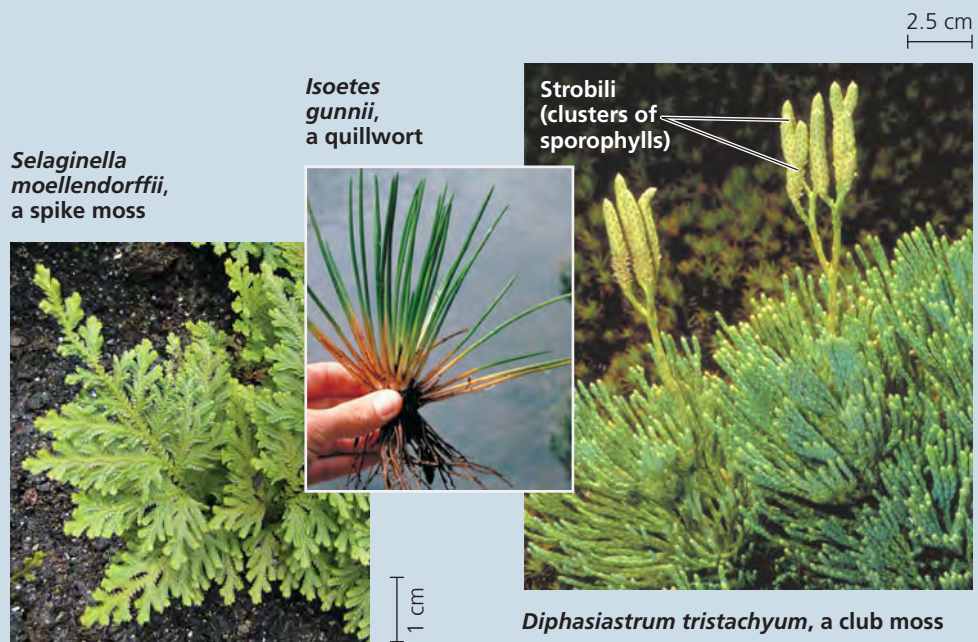 2.5 cm
Isoetes
gunnii,
a quillwort
Strobili
(clusters of
sporophylls)
Selaginella
moellendorffii,
a spike moss
1 cm
Diphasiastrum tristachyum, a club moss